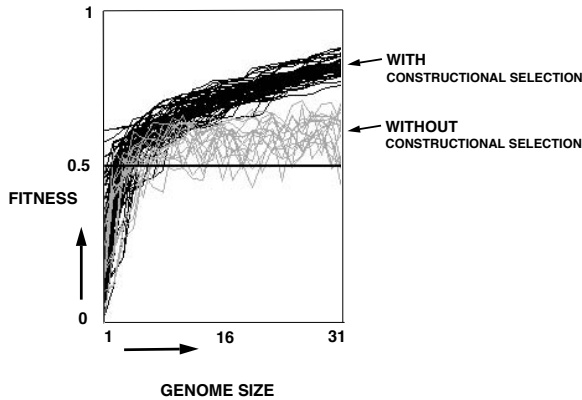 1
WITH
CONSTRUCTIONAL SELECTION
WITHOUT
CONSTRUCTIONAL SELECTION
0.5
FITNESS
0
1 16 31
GENOME SIZE